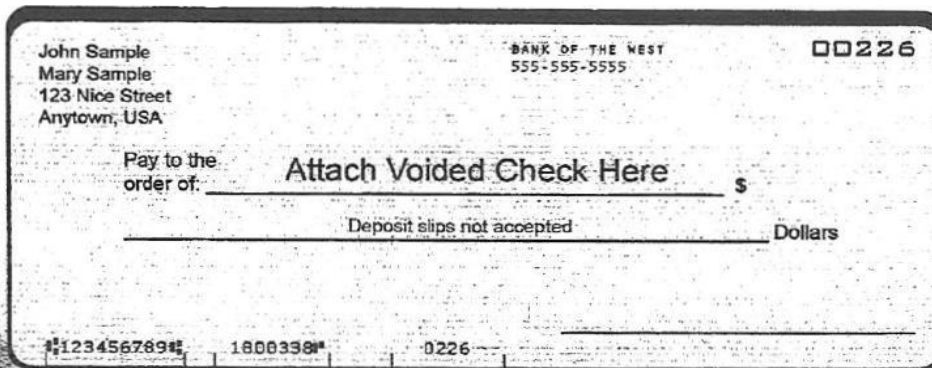 John Sample
Mary Sample
123 Nice Street
Anytown, USA
BANK OF THE WEST
555-555-5555
00226
Pay to the
order of: Attach Voided Check Here $
Deposit slips not accepted Dollars
⑆123456789⑆ 1800338⑈ 0226